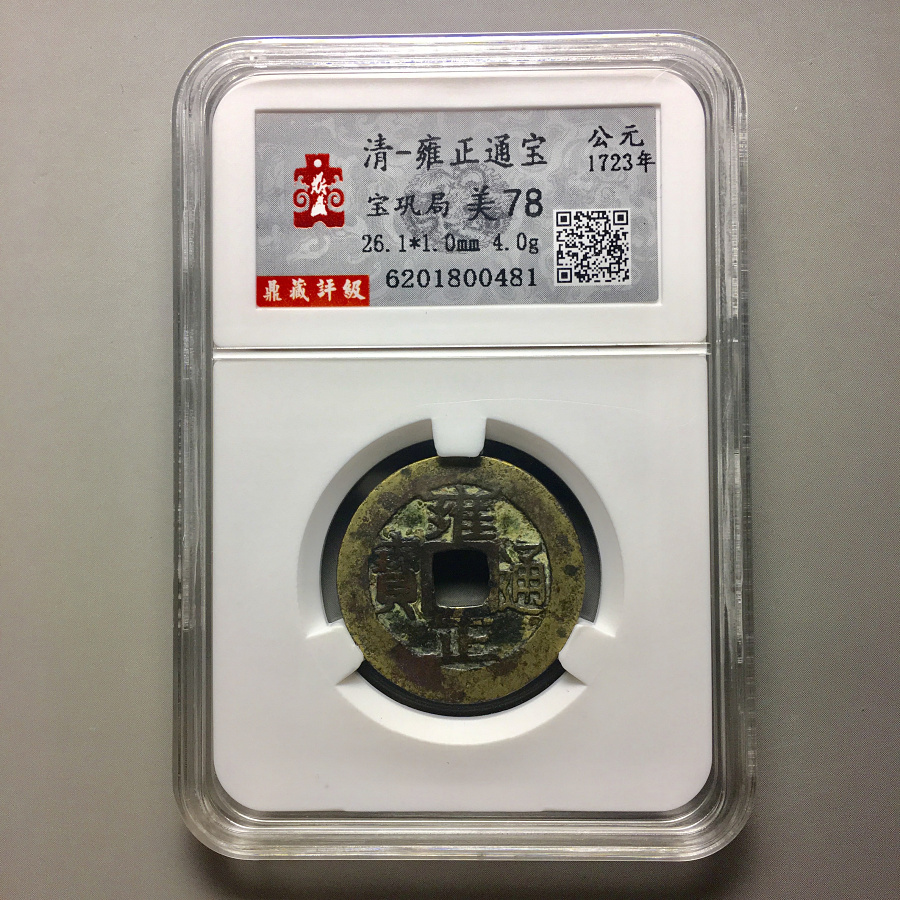 清-雍正通宝
公元
1723年
宝巩局 美78
26.1*1.0mm 4.0g
6201800481
鼎藏評級
雍
寶 通
正